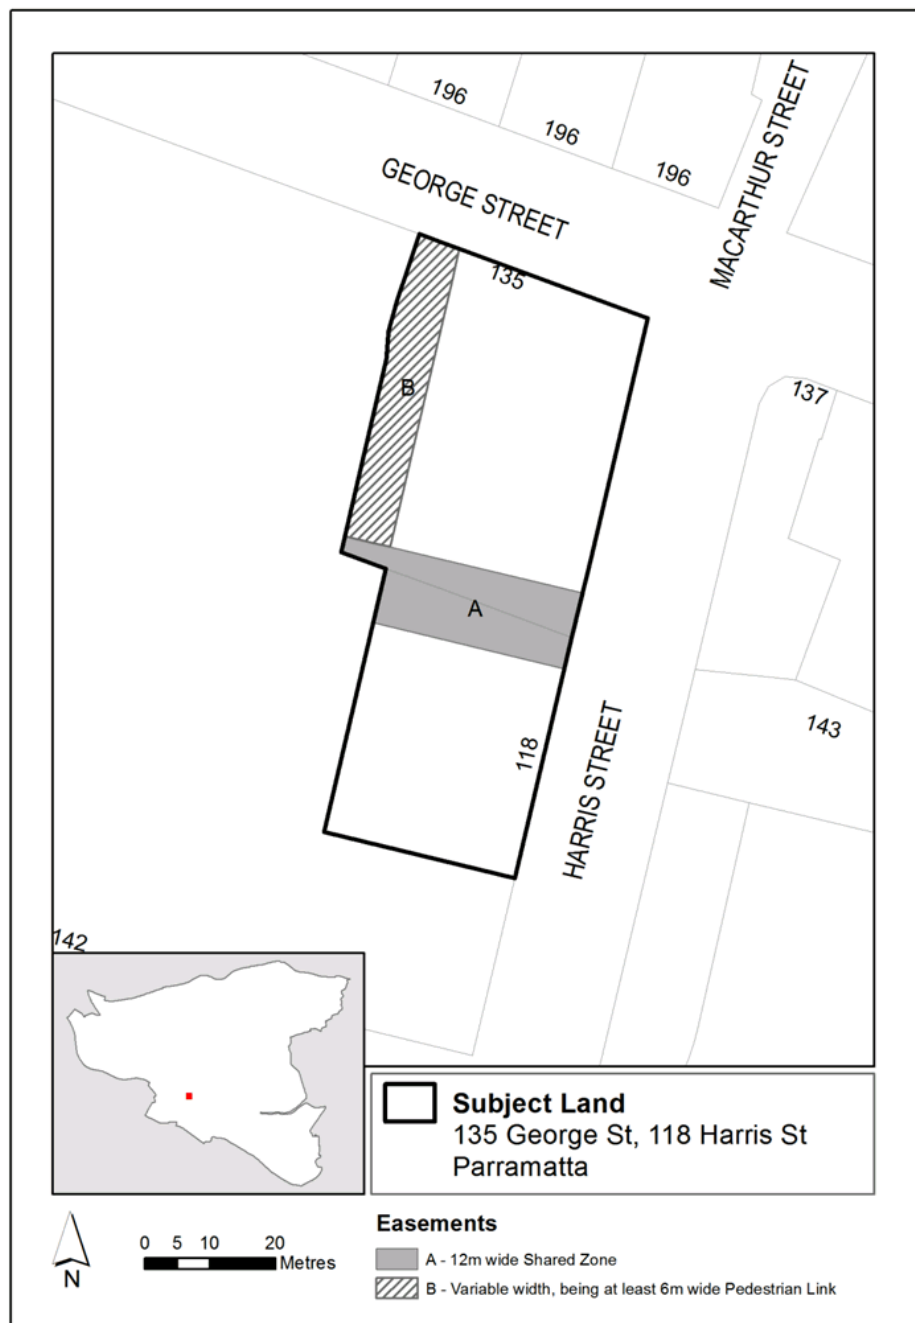 196
196
196
GEORGE STREET
MACARTHUR STREET
135
137
B
A
143
118
HARRIS STREET
142
Subject Land
135 George St, 118 Harris St
Parramatta
Easements
0 5 10 20
Metres
N
A - 12m wide Shared Zone
B - Variable width, being at least 6m wide Pedestrian Link